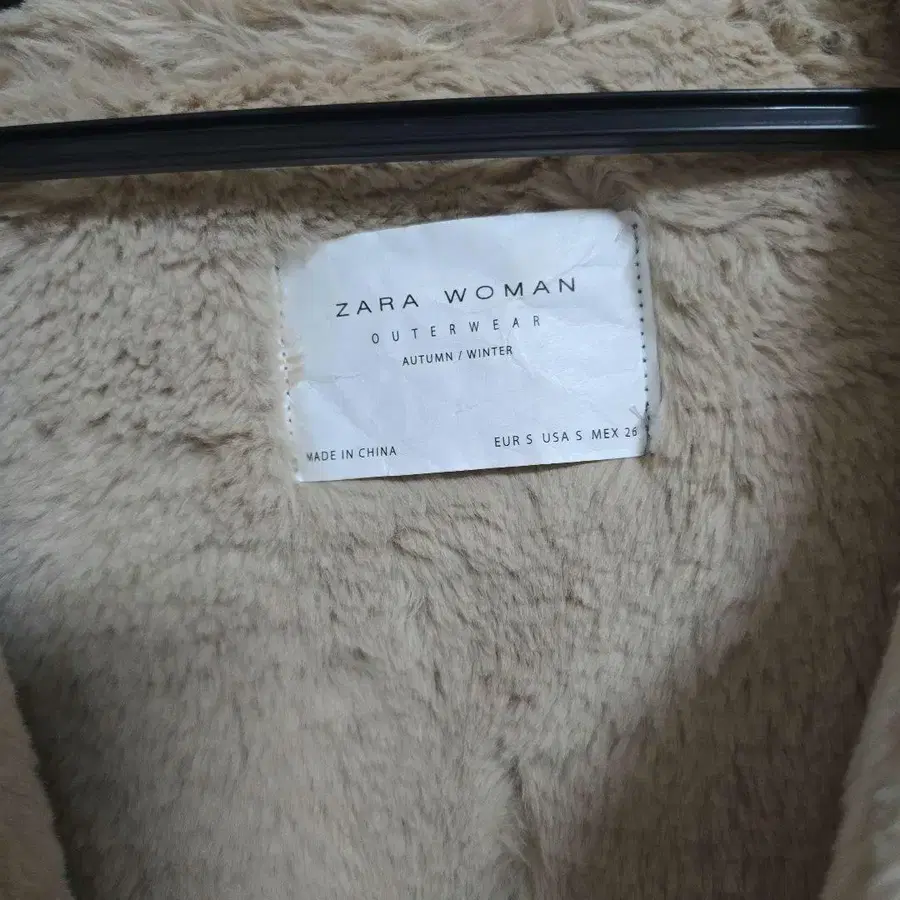 ZARA WOMAN
OUTERWEAR
AUTUMN / WINTER
MADE IN CHINA
EUR S USA S MEX 26